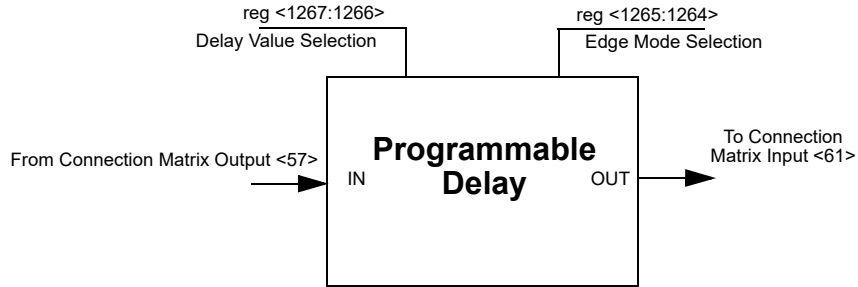 reg <1267:1266>
Delay Value Selection
reg <1265:1264>
Edge Mode Selection
From Connection Matrix Output <57>
IN
Programmable
Delay
OUT
To Connection
Matrix Input <61>